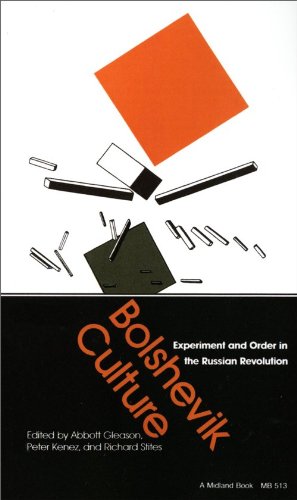 Bolshevik
Culture
Experiment and Order in
the Russian Revolution
Edited by Abbott Gleason,
Peter Kenez, and Richard Stites
A Midland Book MB 513